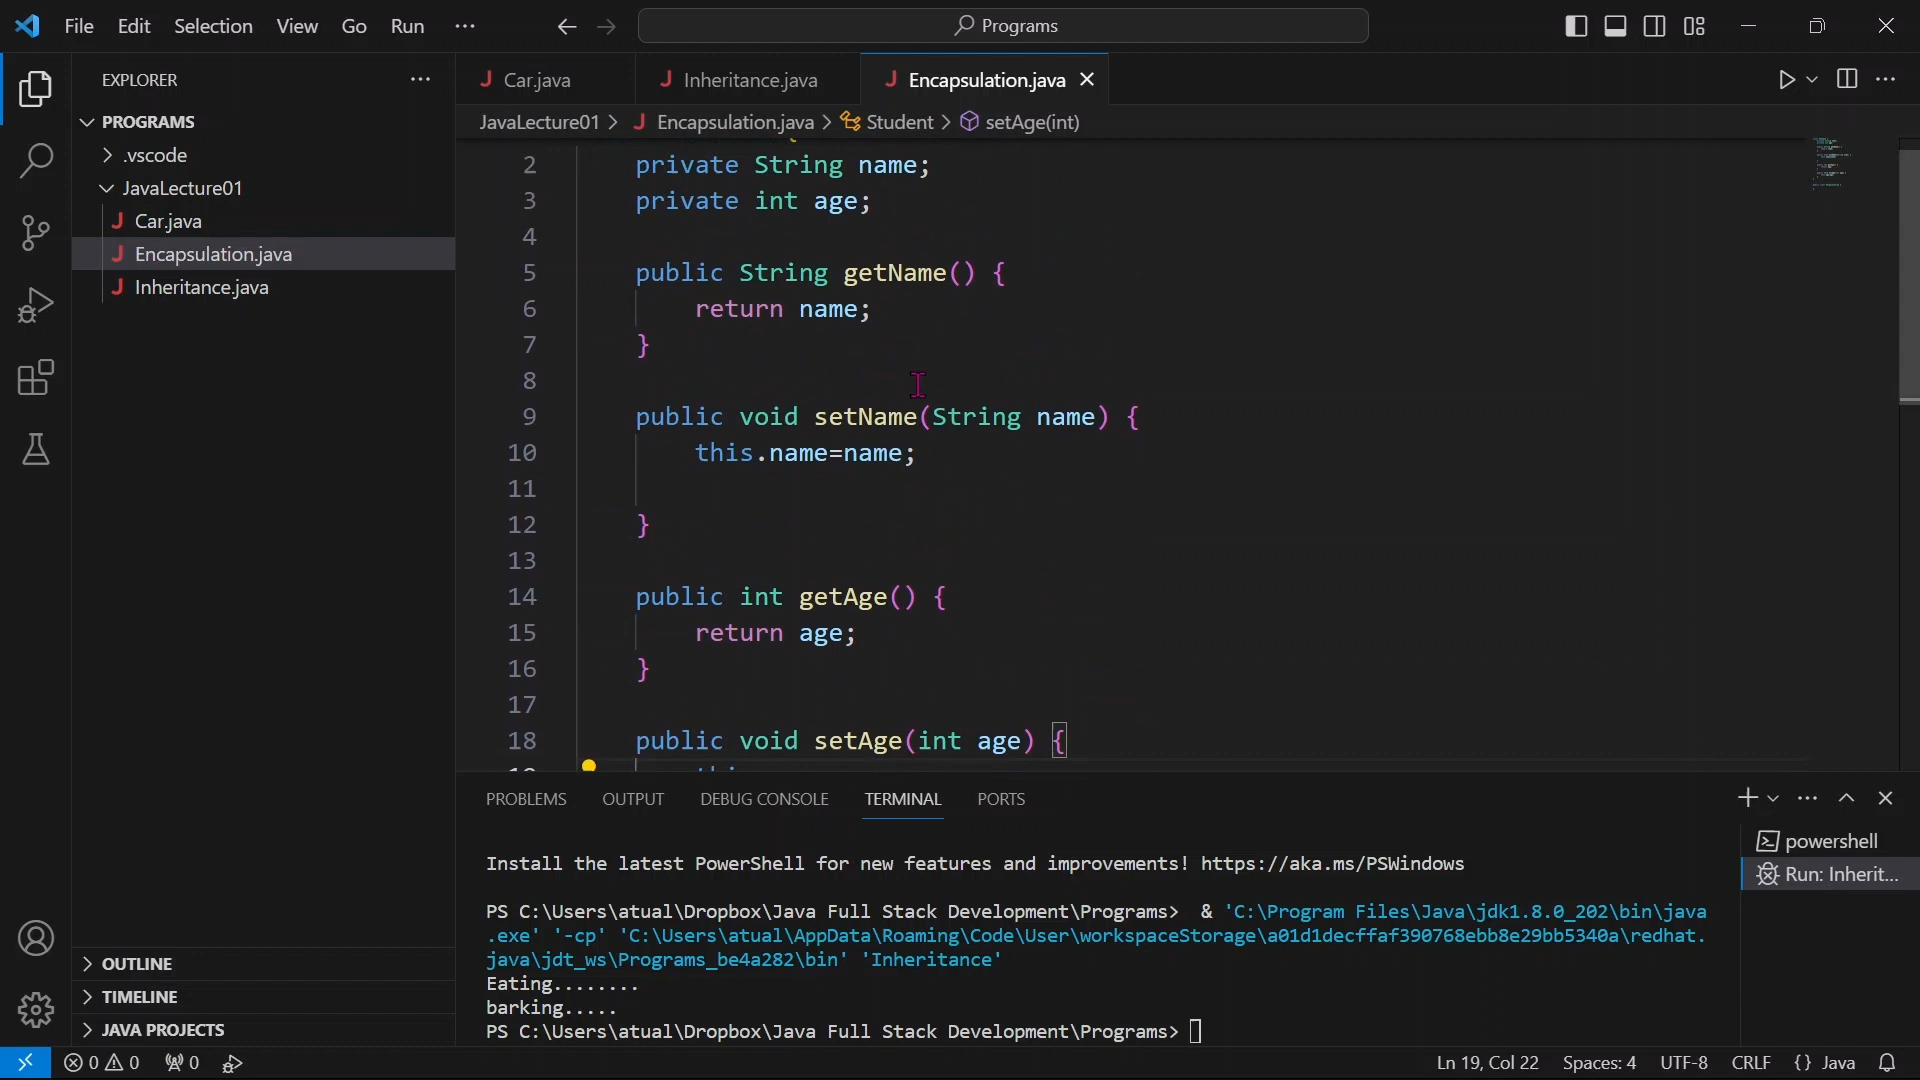 File Edit Selection View Go Run ···
Programs
EXPLORER ···
PROGRAMS
.vscode
JavaLecture01
J Car.java
J Encapsulation.java
J Inheritance.java
OUTLINE
TIMELINE
JAVA PROJECTS
J Car.java J Inheritance.java J Encapsulation.java
JavaLecture01 > J Encapsulation.java > Student > setAge(int)
2 private String name;
3 private int age;
4
5 public String getName() {
6 return name;
7 }
8
9 public void setName(String name) {
10 this.name=name;
11
12 }
13
14 public int getAge() {
15 return age;
16 }
17
18 public void setAge(int age) {
PROBLEMS OUTPUT DEBUG CONSOLE TERMINAL PORTS
Install the latest PowerShell for new features and improvements! https://aka.ms/PSWindows
PS C:\Users\atual\Dropbox\Java Full Stack Development\Programs> & 'C:\Program Files\Java\jdk1.8.0_202\bin\java
.exe' '-cp' 'C:\Users\atual\AppData\Roaming\Code\User\workspaceStorage\a01d1decffaf390768ebb8e29bb5340a\redhat.
java\jdt_ws\Programs_be4a282\bin' 'Inheritance'
Eating........
barking.....
PS C:\Users\atual\Dropbox\Java Full Stack Development\Programs>
powershell
Run: Inherit...
0 0 0 Ln 19, Col 22 Spaces: 4 UTF-8 CRLF {} Java